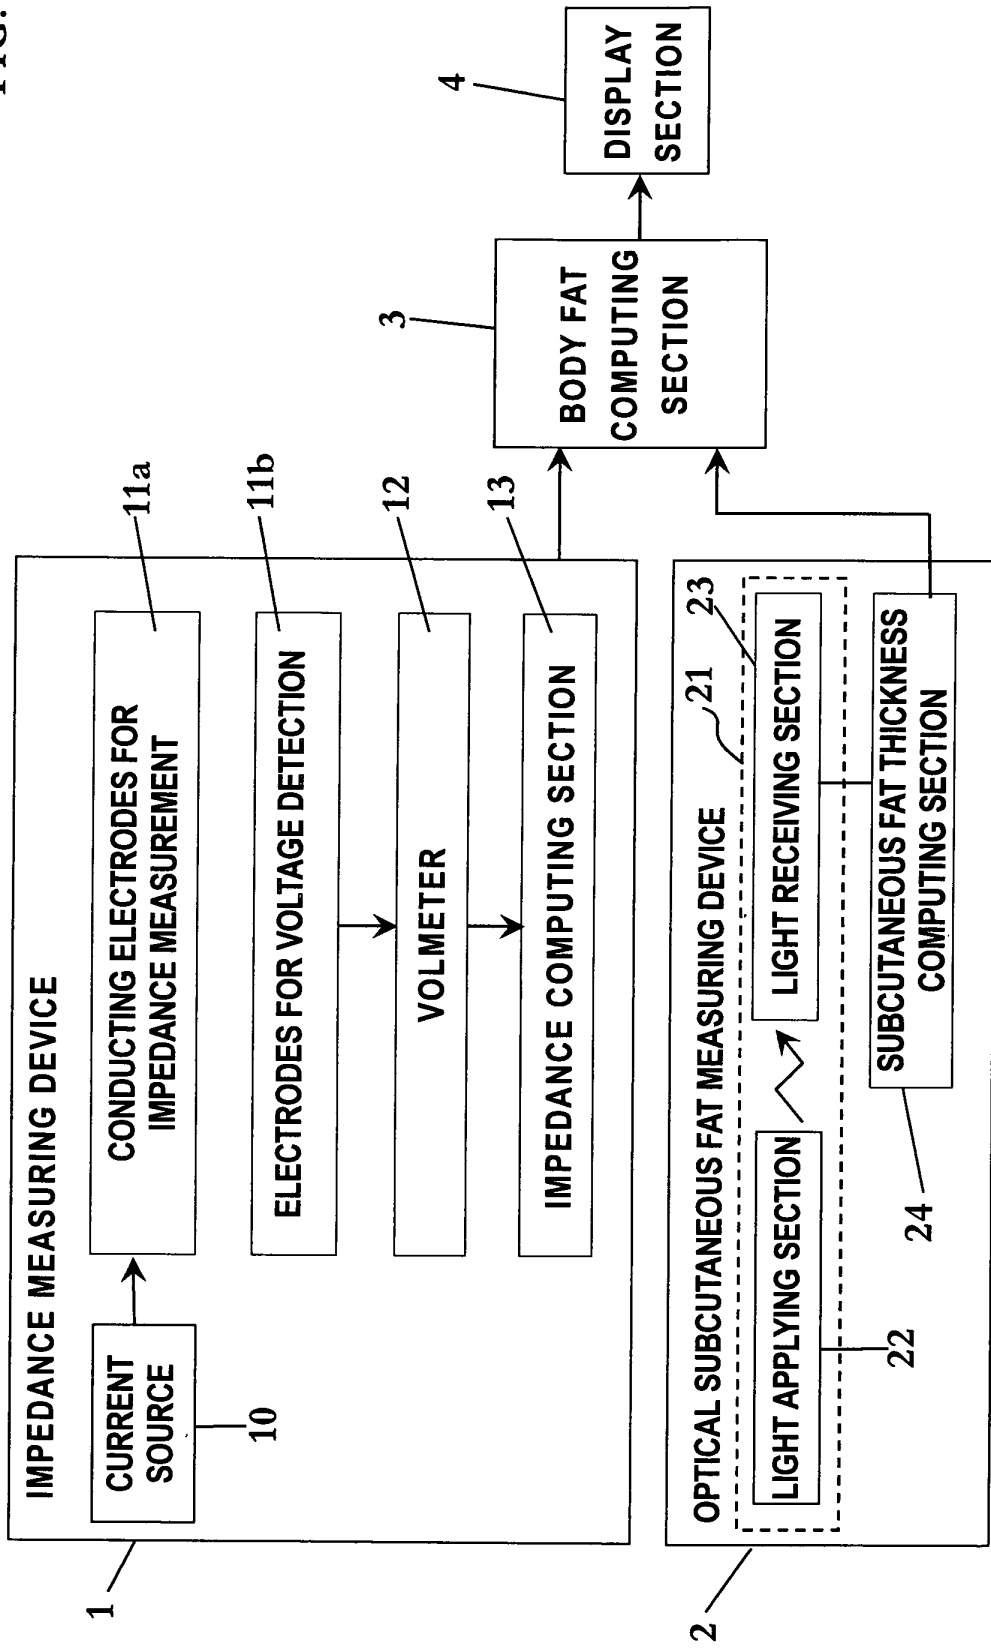 FIG.
IMPEDANCE MEASURING DEVICE
1
CURRENT
SOURCE
10
CONDUCTING ELECTRODES FOR
IMPEDANCE MEASUREMENT
11a
ELECTRODES FOR VOLTAGE DETECTION
11b
VOLMETER
12
IMPEDANCE COMPUTING SECTION
13
BODY FAT
COMPUTING
SECTION
3
DISPLAY
SECTION
4
OPTICAL SUBCUTANEOUS FAT MEASURING DEVICE
2
21
LIGHT APPLYING SECTION
22
LIGHT RECEIVING SECTION
23
SUBCUTANEOUS FAT THICKNESS
COMPUTING SECTION
24